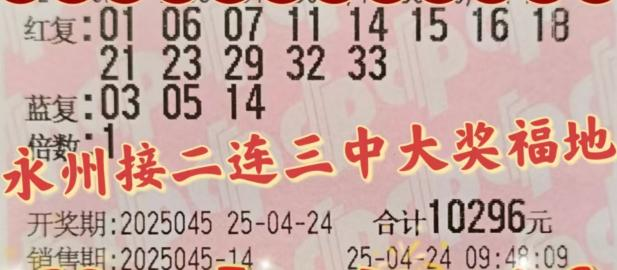 红复:01 06 07 11 14 15 16 18
21 23 29 32 33
蓝复:03 05 14
倍数:1
永州接二连三中大奖福地
开奖期:2025045 25-04-24 合计10296元
销售期:2025045-14 25-04-24 09:48:09